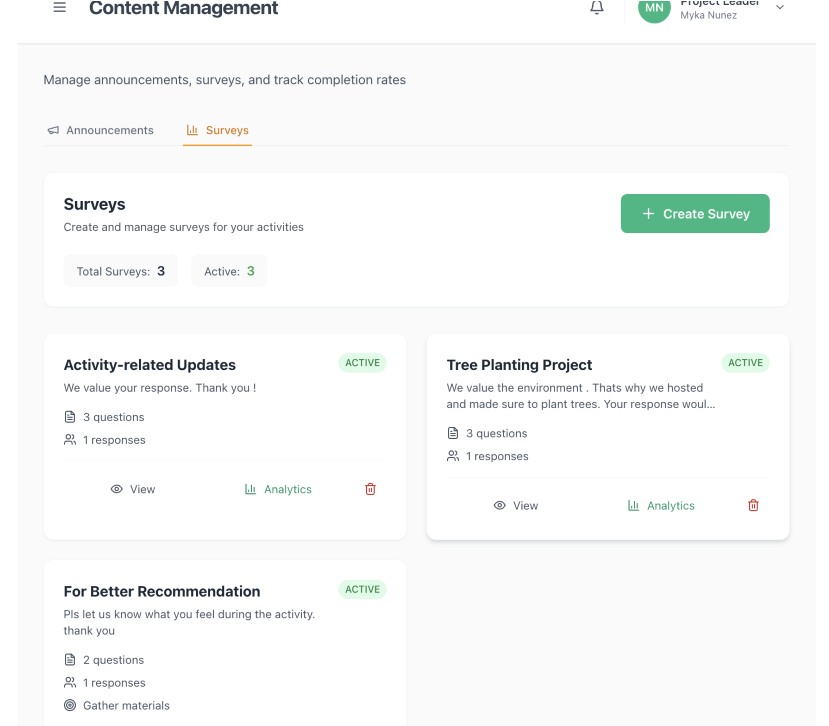 Content Management
MN
Project Leader
Myka Nunez
Manage announcements, surveys, and track completion rates
Announcements
Surveys
Surveys
Create and manage surveys for your activities
Create Survey
Total Surveys: 3
Active: 3
Activity-related Updates
ACTIVE
We value your response. Thank you !
3 questions
1 responses
View
Analytics
Tree Planting Project
ACTIVE
We value the environment . Thats why we hosted
and made sure to plant trees. Your response woul...
3 questions
1 responses
View
Analytics
For Better Recommendation
ACTIVE
Pls let us know what you feel during the activity.
thank you
2 questions
1 responses
Gather materials